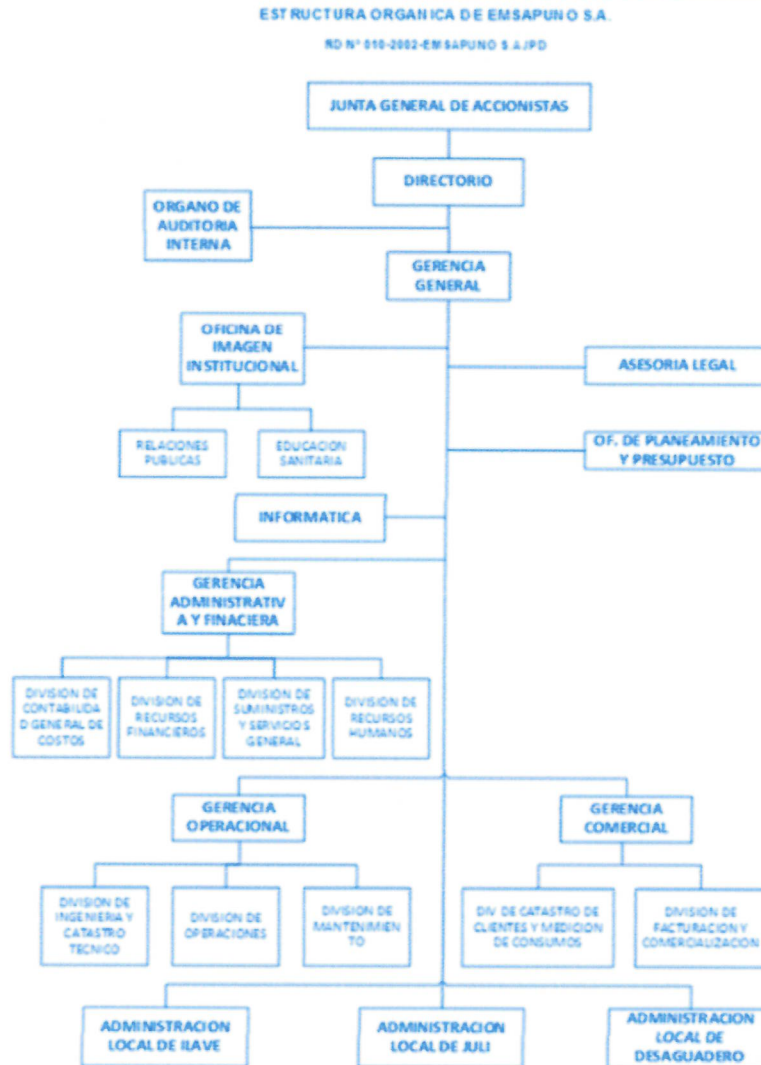 ESTRUCTURA ORGANICA DE EMSAPUNO S.A.
RD Nº 010-2002-EMSAPUNO S.A./PD
JUNTA GENERAL DE ACCIONISTAS
DIRECTORIO
ORGANO DE
AUDITORIA
INTERNA
GERENCIA
GENERAL
OFICINA DE
IMAGEN
INSTITUCIONAL
ASESORIA LEGAL
RELACIONES
PUBLICAS
EDUCACION
SANITARIA
OF. DE PLANEAMIENTO
Y PRESUPUESTO
INFORMATICA
GERENCIA
ADMINISTRATIV
A Y FINACIERA
DIVISION DE
CONTABILIDA
D GENERAL DE
COSTOS
DIVISION DE
RECURSOS
FINANCIEROS
DIVISION DE
SUMINISTROS
Y SERVICIOS
GENERAL
DIVISION DE
RECURSOS
HUMANOS
GERENCIA
OPERACIONAL
GERENCIA
COMERCIAL
DIVISION DE
INGENIERIA Y
CATASTRO
TECNICO
DIVISION DE
OPERACIONES
DIVISION DE
MANTENIMIEN
TO
DIV DE CATASTRO DE
CLIENTES Y MEDICION
DE CONSUMOS
DIVISION DE
FACTURACION Y
COMERCIALIZACION
ADMINISTRACION
LOCAL DE ILAVE
ADMINISTRACION
LOCAL DE JULI
ADMINISTRACION
LOCAL DE
DESAGUADERO